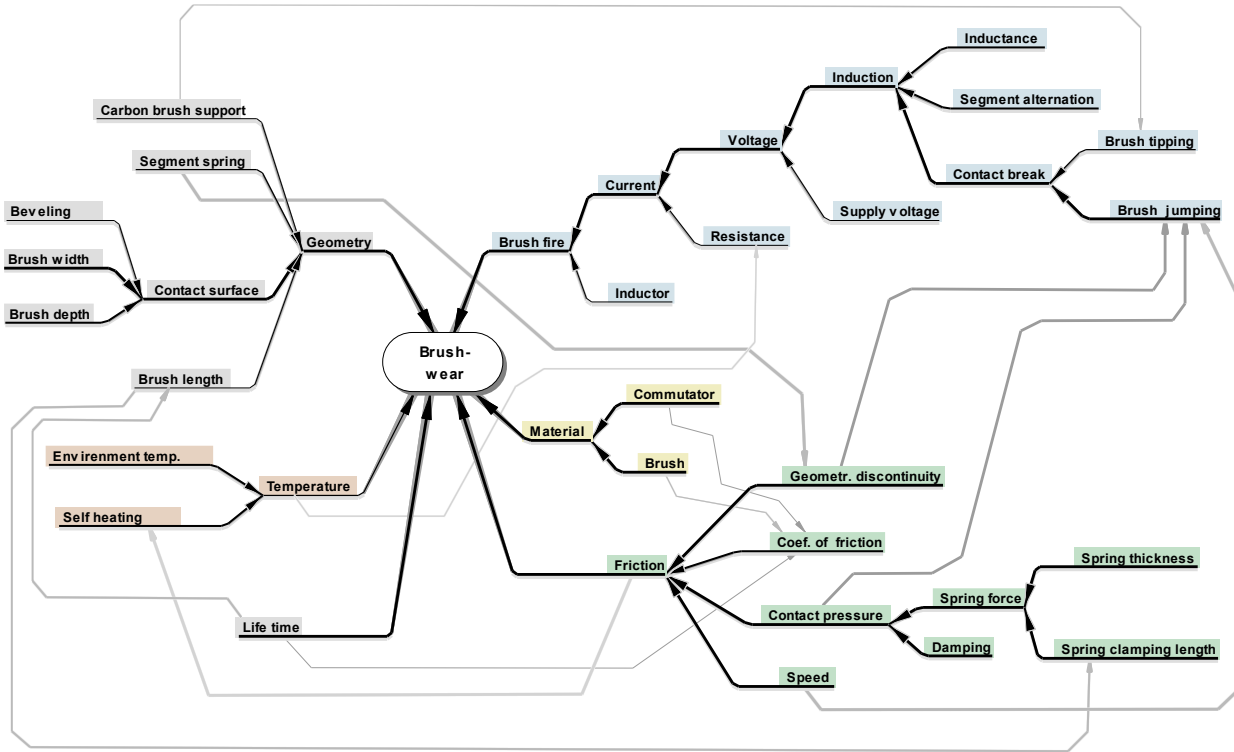 Inductance
Induction
Segment alternation
Carbon brush support
Voltage
Brush tipping
Segment spring
Contact break
Current
Beveling
Supply voltage
Brush jumping
Geometry
Brush fire
Resistance
Brush width
Contact surface
Inductor
Brush depth
Brush-
wear
Brush length
Commutator
Material
Envirenment temp.
Brush
Geometr. discontinuity
Temperature
Self heating
Coef. of friction
Friction
Spring thickness
Spring force
Contact pressure
Life time
Damping
Spring clamping length
Speed